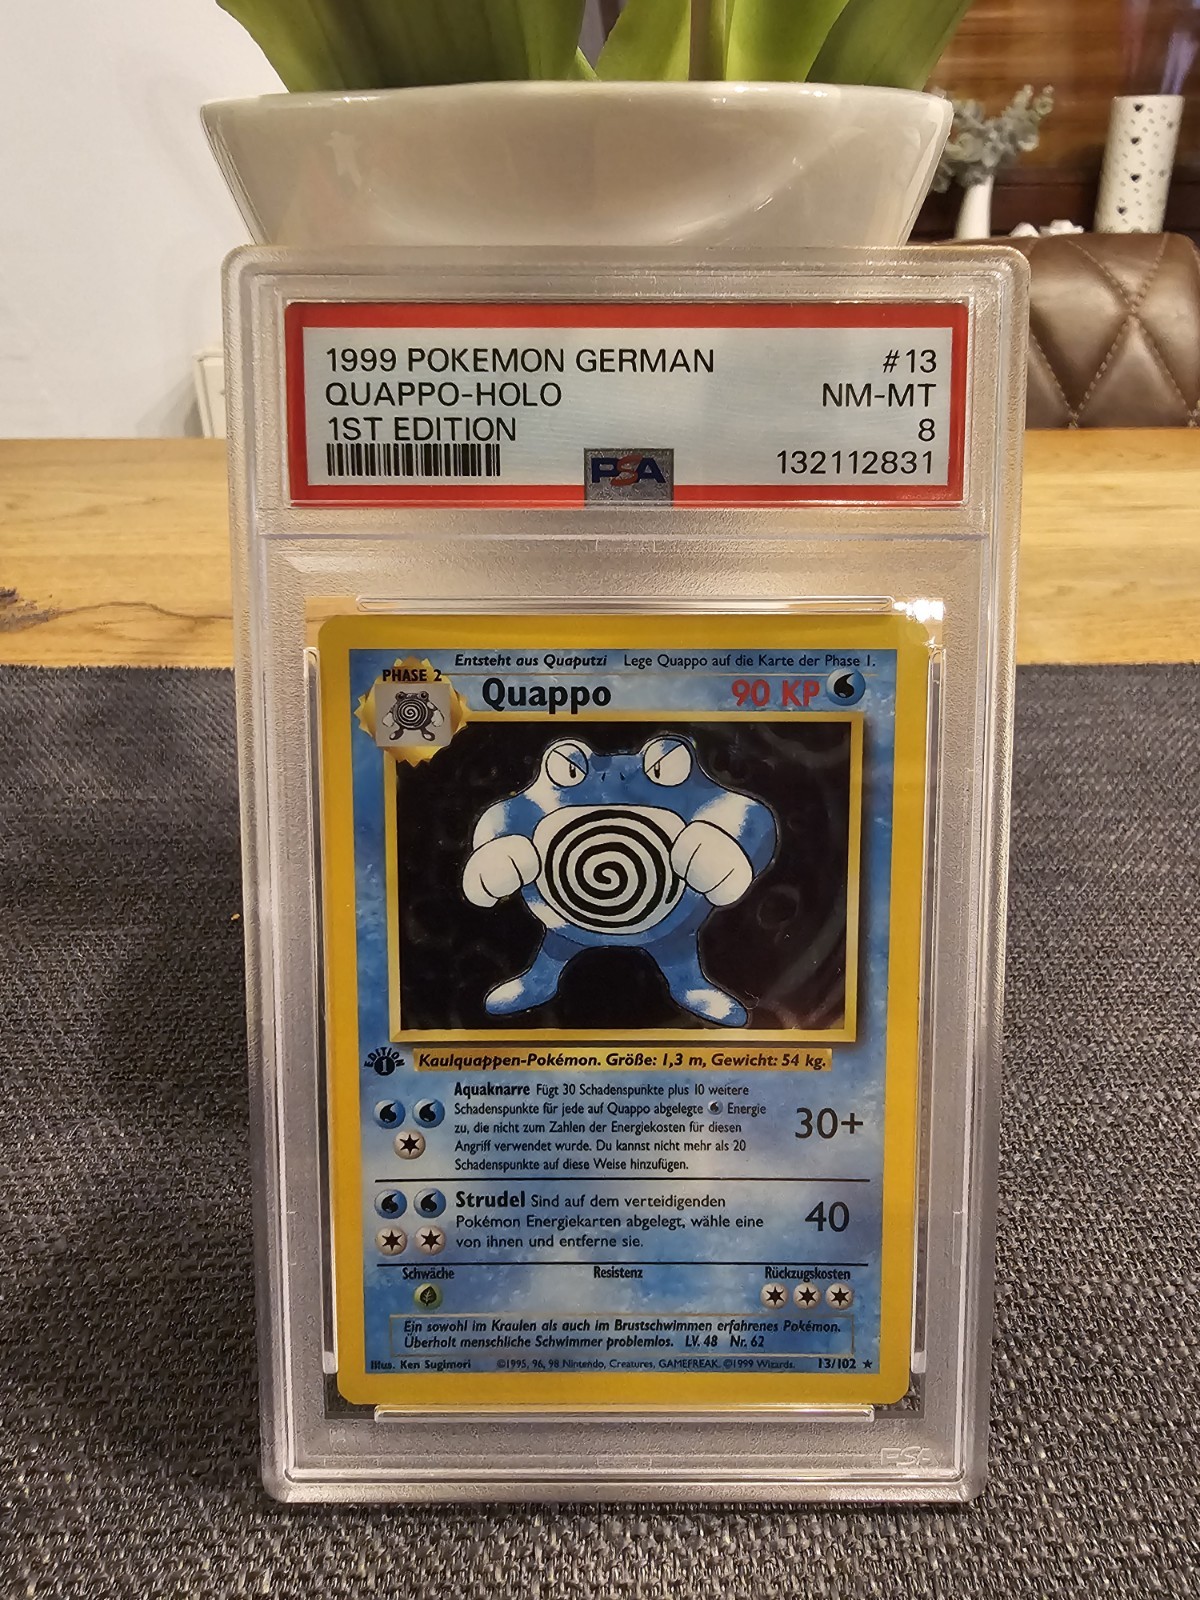 1999 POKEMON GERMAN #13
QUAPPO-HOLO NM-MT
1ST EDITION 8
PSA 132112831
Entsteht aus Quaputzi Lege Quappo auf die Karte der Phase 1.
PHASE 2
Quappo 90 KP
EDITION
1
Kaulquappen-Pokémon. Größe: 1,3 m, Gewicht: 54 kg.
Aquaknarre Fügt 30 Schadenspunkte plus 10 weitere
Schadenspunkte für jede auf Quappo abgelegte Energie
zu, die nicht zum Zahlen der Energiekosten für diesen
Angriff verwendet wurde. Du kannst nicht mehr als 20
Schadenspunkte auf diese Weise hinzufügen.
30+
Strudel Sind auf dem verteidigenden
Pokémon Energiekarten abgelegt, wähle eine
von ihnen und entferne sie.
40
Schwäche Resistenz Rückzugskosten
Ein sowohl im Kraulen als auch im Brustschwimmen erfahrenes Pokémon.
Überholt menschliche Schwimmer problemlos. LV. 48 Nr. 62
Illus. Ken Sugimori ©1995, 96, 98 Nintendo, Creatures, GAMEFREAK. ©1999 Wizards. 13/102 ★
PSA